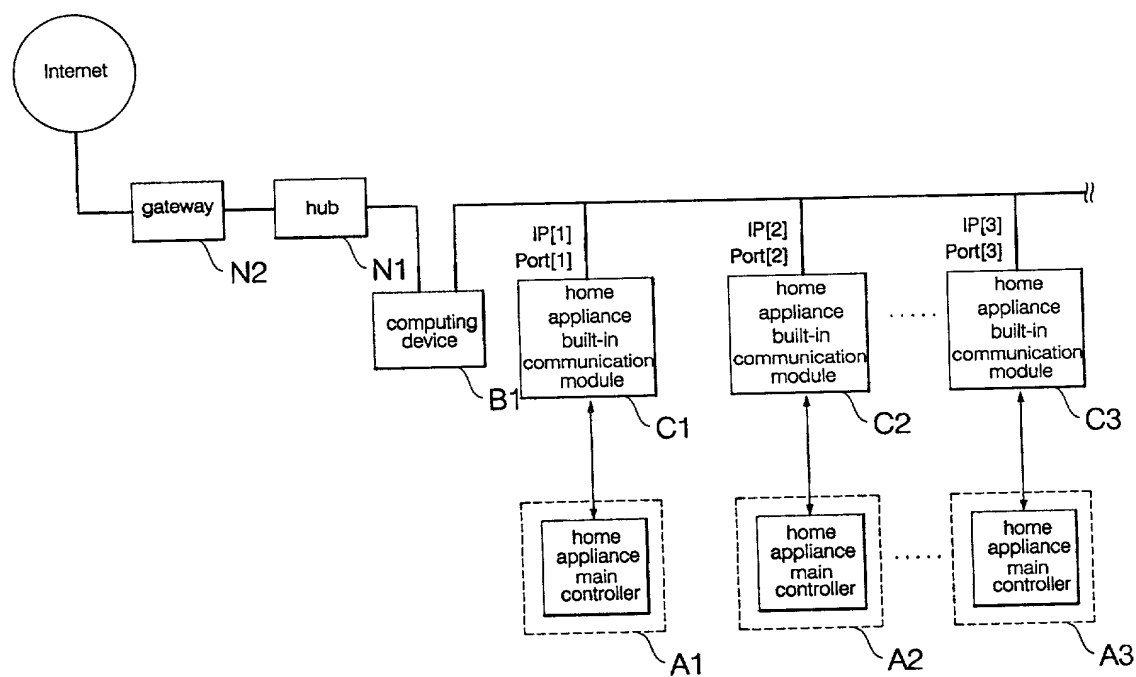 Internet
gateway
hub
N2
N1
computing
device
B1
IP[1]
Port[1]
home
appliance
built-in
communication
module
C1
IP[2]
Port[2]
home
appliance
built-in
communication
module
C2
IP[3]
Port[3]
home
appliance
built-in
communication
module
C3
home
appliance
main
controller
A1
home
appliance
main
controller
A2
home
appliance
main
controller
A3